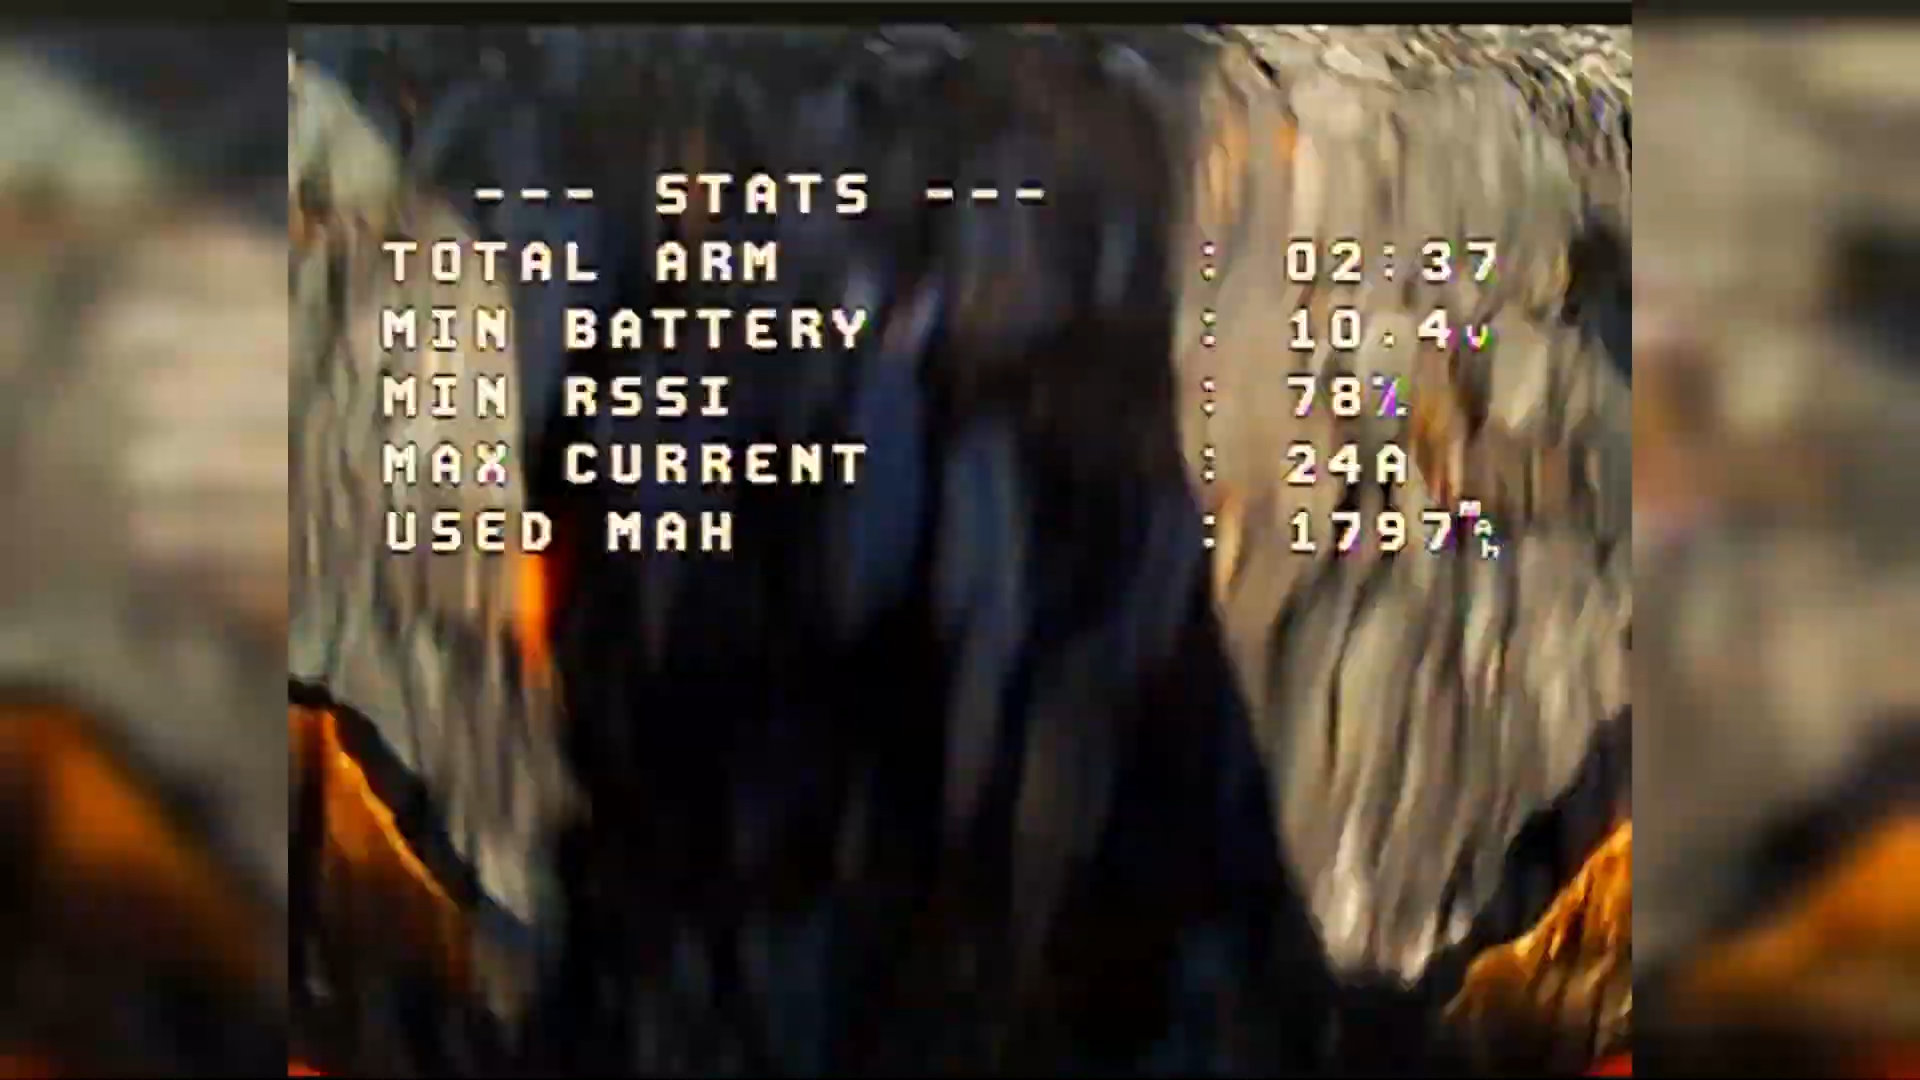 --- STATS ---
TOTAL ARM : 02:37
MIN BATTERY : 10.4V
MIN RSSI : 78%
MAX CURRENT : 24A
USED MAH : 1797mAh